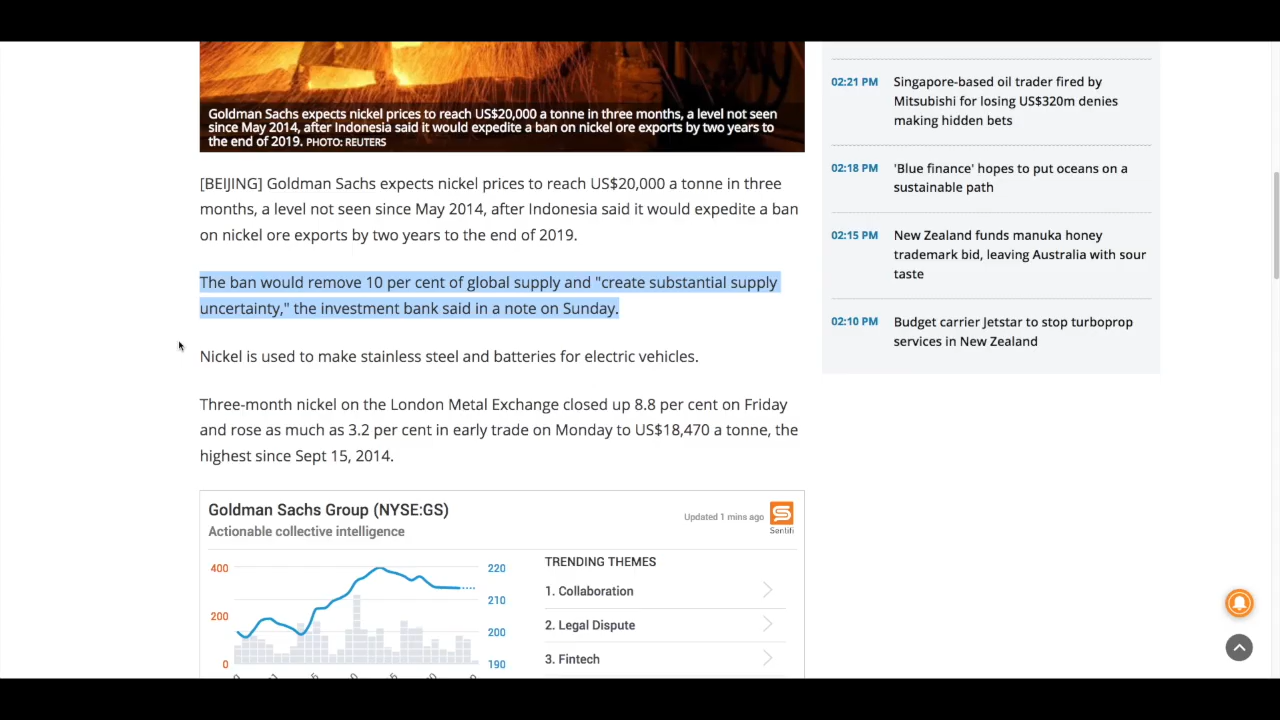 Goldman Sachs expects nickel prices to reach US$20,000 a tonne in three months, a level not seen
since May 2014, after Indonesia said it would expedite a ban on nickel ore exports by two years to
the end of 2019. PHOTO: REUTERS
[BEIJING] Goldman Sachs expects nickel prices to reach US$20,000 a tonne in three
months, a level not seen since May 2014, after Indonesia said it would expedite a ban
on nickel ore exports by two years to the end of 2019.
The ban would remove 10 per cent of global supply and "create substantial supply
uncertainty," the investment bank said in a note on Sunday.
Nickel is used to make stainless steel and batteries for electric vehicles.
Three-month nickel on the London Metal Exchange closed up 8.8 per cent on Friday
and rose as much as 3.2 per cent in early trade on Monday to US$18,470 a tonne, the
highest since Sept 15, 2014.
Goldman Sachs Group (NYSE:GS)
Actionable collective intelligence
Updated 1 mins ago
Sentifi
400
200
0
220
210
200
190
TRENDING THEMES
1. Collaboration
2. Legal Dispute
3. Fintech
02:21 PM
Singapore-based oil trader fired by
Mitsubishi for losing US$320m denies
making hidden bets
02:18 PM
'Blue finance' hopes to put oceans on a
sustainable path
02:15 PM
New Zealand funds manuka honey
trademark bid, leaving Australia with sour
taste
02:10 PM
Budget carrier Jetstar to stop turboprop
services in New Zealand